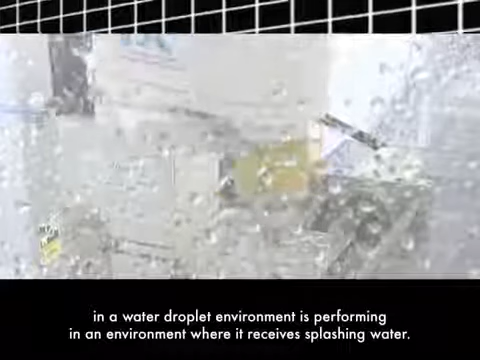 in a water droplet environment is performing
in an environment where it receives splashing water.